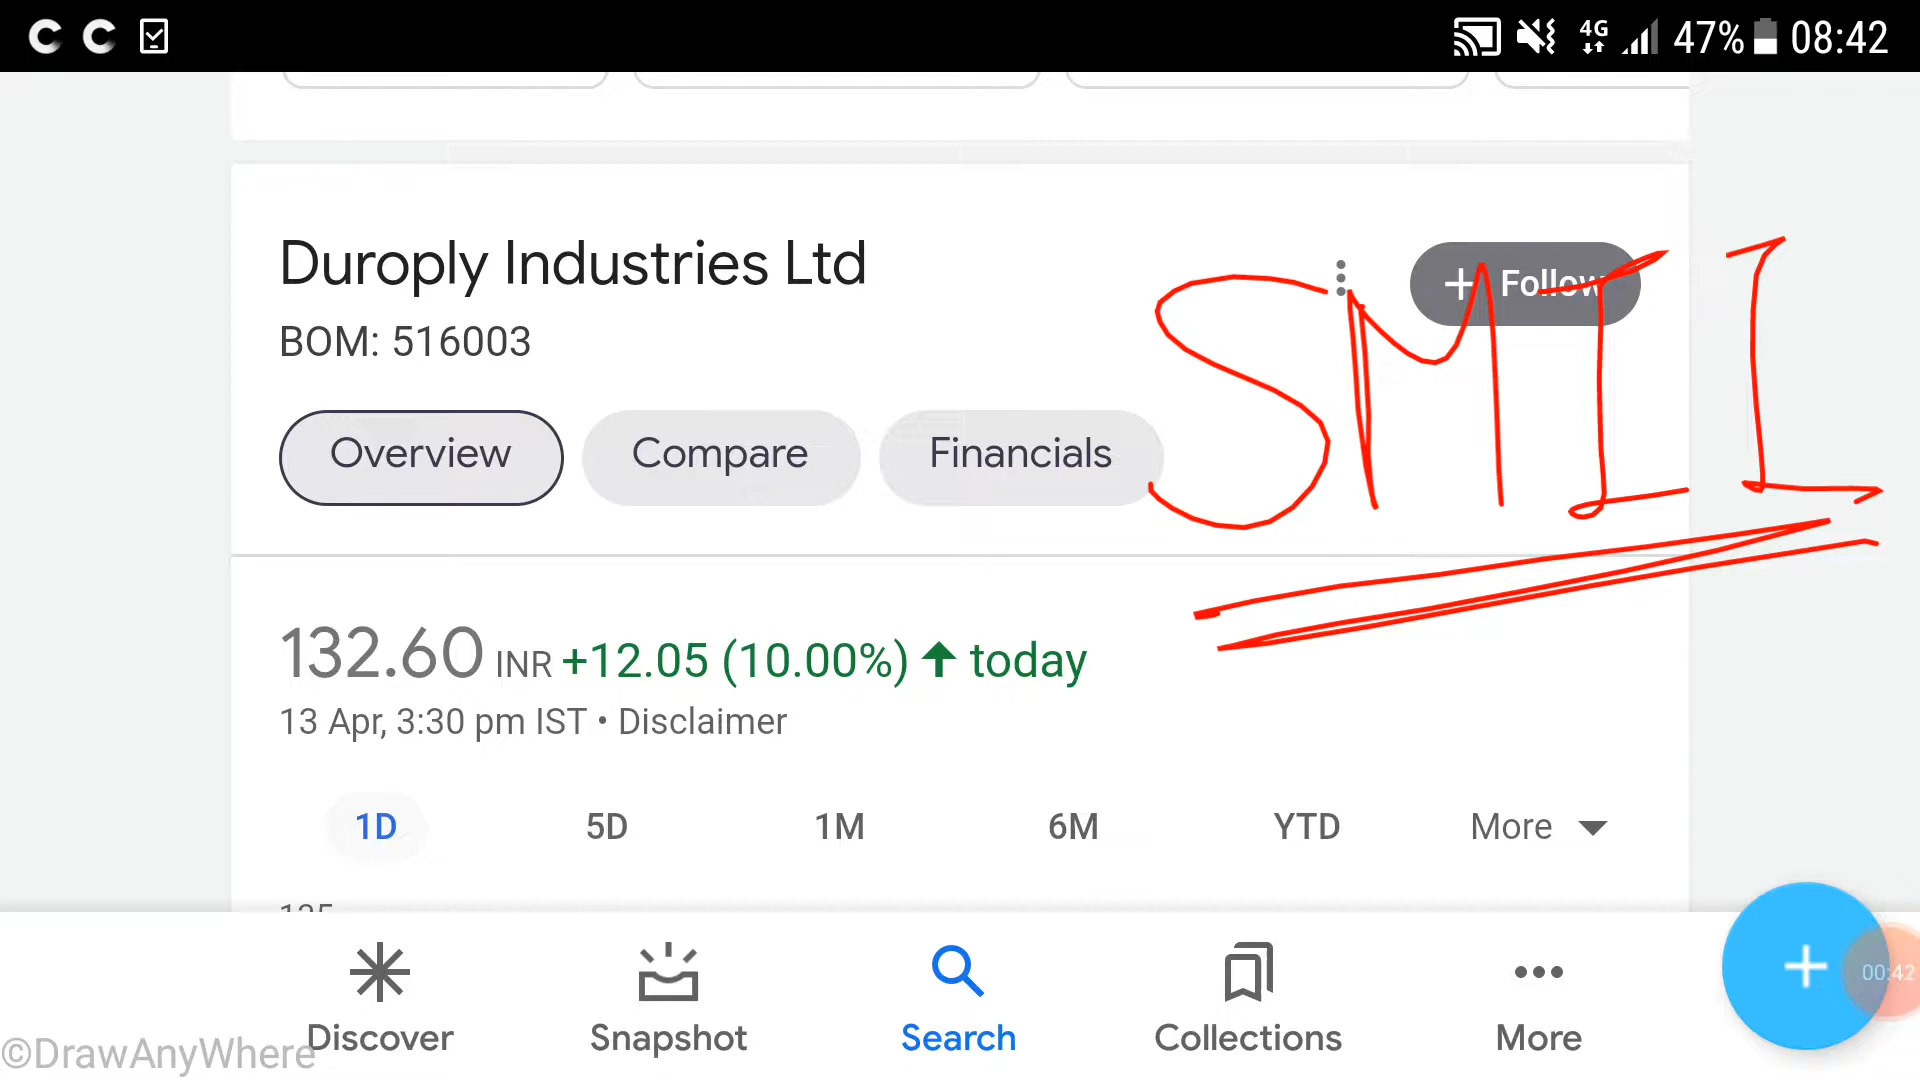 4G 47% 08:42
Duroply Industries Ltd
+ Follow
SMII
BOM: 516003
Overview Compare Financials
132.60 INR +12.05 (10.00%) ↑ today
13 Apr, 3:30 pm IST • Disclaimer
1D 5D 1M 6M YTD More
00:42
Discover Snapshot Search Collections More
©DrawAnyWhere